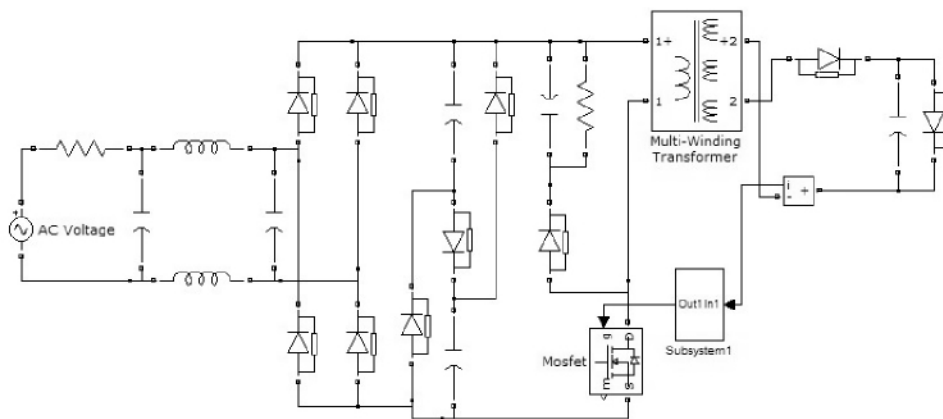 1+
+2
1
2
Multi-Winding
Transformer
+
AC Voltage
i
-
+
Out1
In1
Subsystem1
g
D
Mosfet
m
S